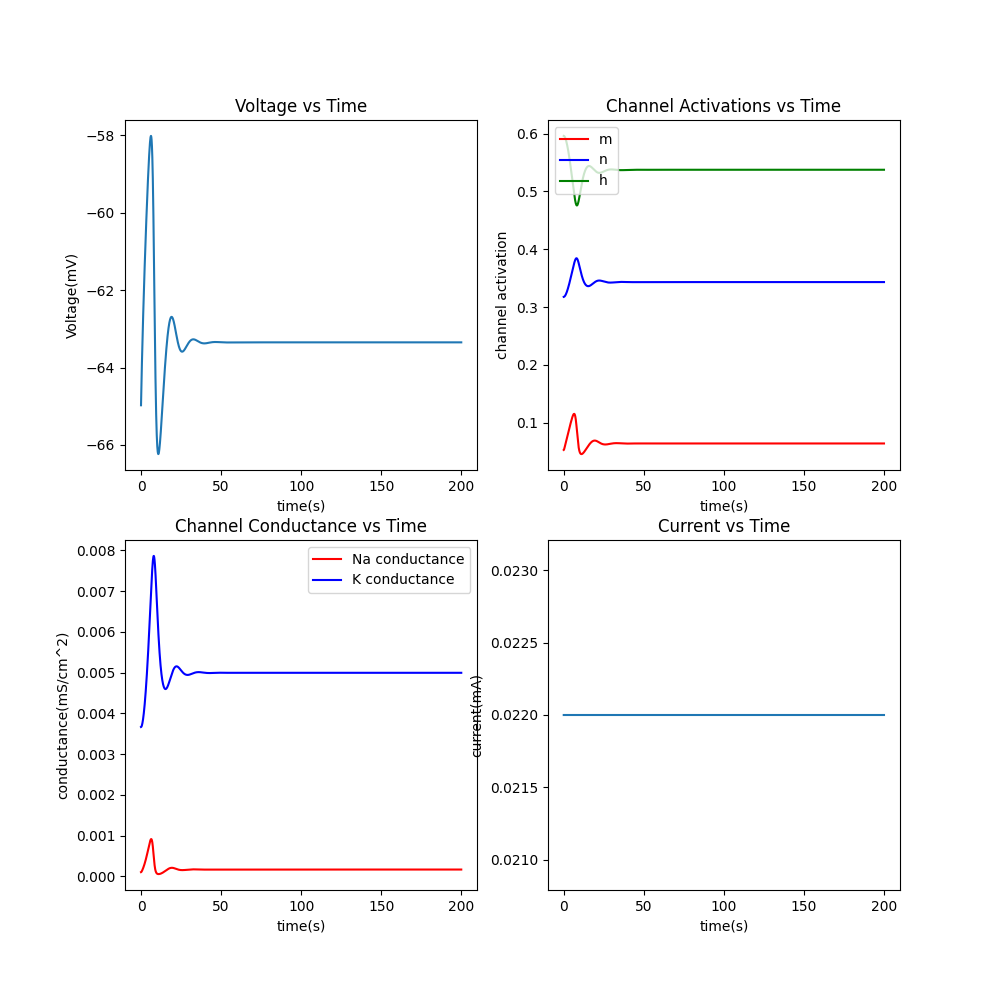 Voltage vs Time
−58
−60
−62
−64
−66
Voltage(mV)
0 50 100 150 200
time(s)
Channel Activations vs Time
0.6
0.5
0.4
0.3
0.2
0.1
channel activation
m
n
h
0 50 100 150 200
time(s)
Channel Conductance vs Time
0.008
0.007
0.006
0.005
0.004
0.003
0.002
0.001
0.000
conductance(mS/cm^2)
Na conductance
K conductance
0 50 100 150 200
time(s)
Current vs Time
0.0230
0.0225
0.0220
0.0215
0.0210
current(mA)
0 50 100 150 200
time(s)